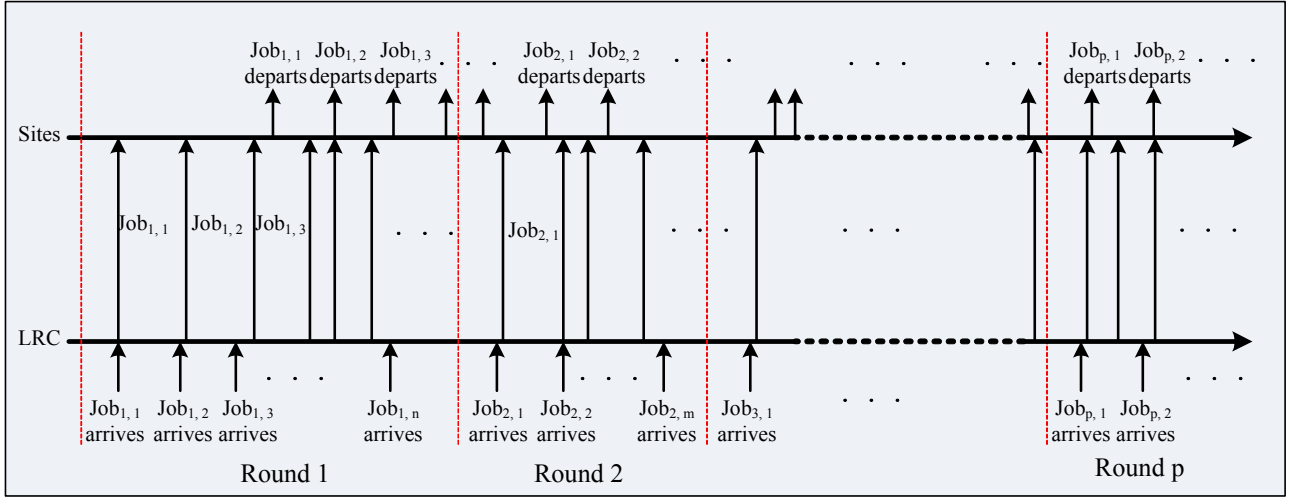 Job1, 1 Job1, 2 Job1, 3 . . . Job2, 1 Job2, 2 . . . . . . . . . Jobp, 1 Jobp, 2 . . .
departs departs departs departs departs departs departs
Sites
Job1, 1 Job1, 2 Job1, 3 . . . Job2, 1 . . . . . . . . .
LRC
. . . . . . . . .
Job1, 1 Job1, 2 Job1, 3 Job1, n Job2, 1 Job2, 2 Job2, m Job3, 1 . . . Jobp, 1 Jobp, 2
arrives arrives arrives arrives arrives arrives arrives arrives arrives arrives
Round 1 Round 2 Round p